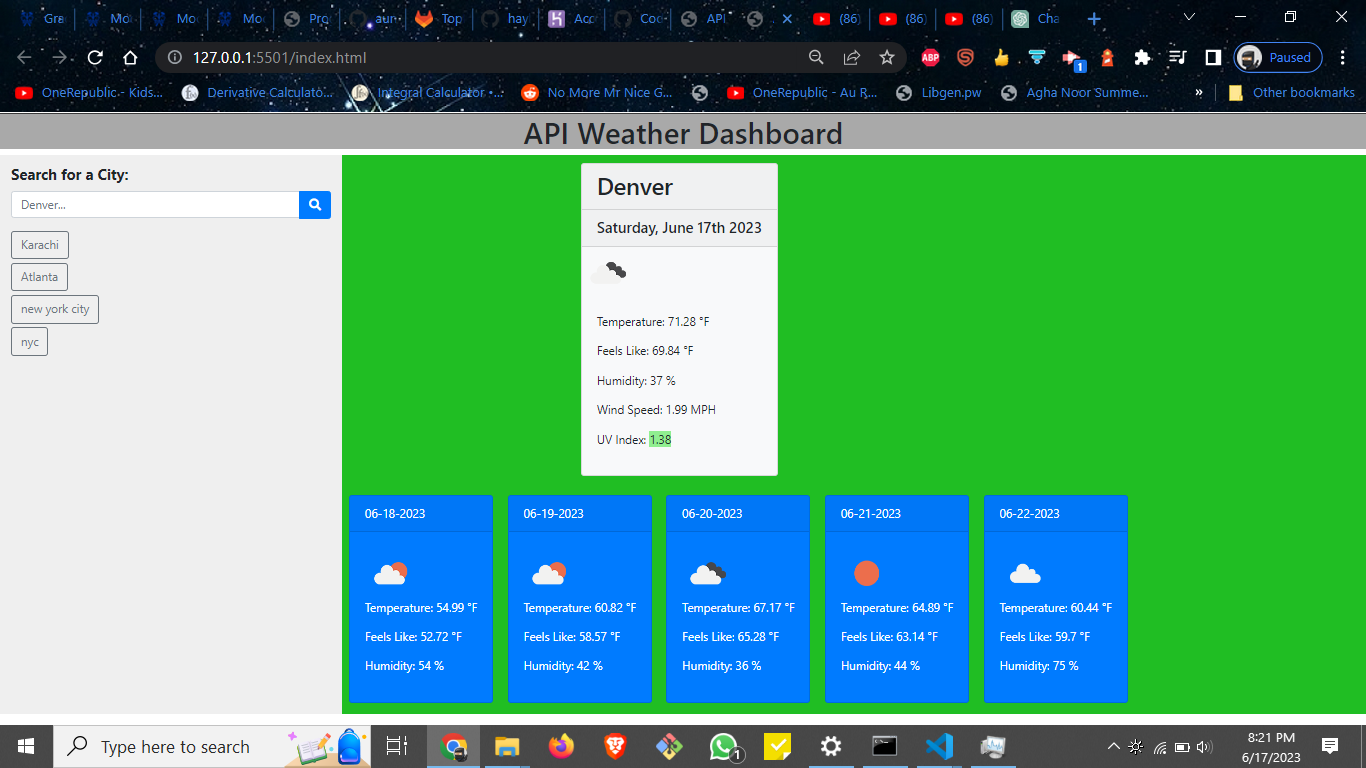 Gra
Mo
Moc
Moc
Pro
aun
Top
hay
Acc
Coc
API
(86)
(86)
(86)
Cha
127.0.0.1:5501/index.html
ABP
1
Paused
OneRepublic - Kids...
Derivative Calculato...
Integral Calculator -...
No More Mr Nice G...
OneRepublic - Au R...
Libgen.pw
Agha Noor Summe...
»
Other bookmarks
API Weather Dashboard
Search for a City:
Denver...
Karachi
Atlanta
new york city
nyc
Denver
Saturday, June 17th 2023
Temperature: 71.28 °F
Feels Like: 69.84 °F
Humidity: 37 %
Wind Speed: 1.99 MPH
UV Index: 1.38
06-18-2023
Temperature: 54.99 °F
Feels Like: 52.72 °F
Humidity: 54 %
06-19-2023
Temperature: 60.82 °F
Feels Like: 58.57 °F
Humidity: 42 %
06-20-2023
Temperature: 67.17 °F
Feels Like: 65.28 °F
Humidity: 36 %
06-21-2023
Temperature: 64.89 °F
Feels Like: 63.14 °F
Humidity: 44 %
06-22-2023
Temperature: 60.44 °F
Feels Like: 59.7 °F
Humidity: 75 %
Type here to search
1
8:21 PM
6/17/2023